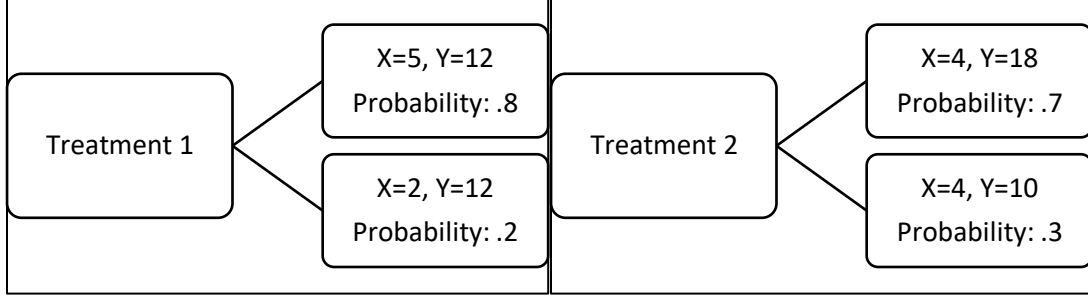 Treatment 1
X=5, Y=12
Probability: .8
X=2, Y=12
Probability: .2
Treatment 2
X=4, Y=18
Probability: .7
X=4, Y=10
Probability: .3